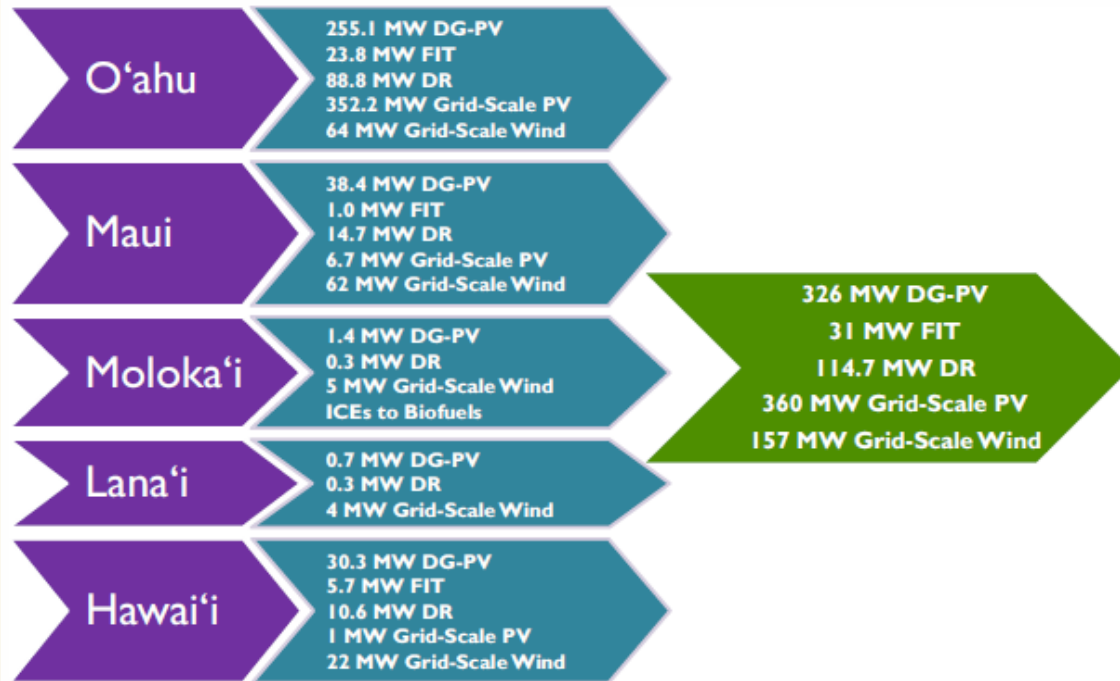 O‘ahu
255.1 MW DG-PV
23.8 MW FIT
88.8 MW DR
352.2 MW Grid-Scale PV
64 MW Grid-Scale Wind
Maui
38.4 MW DG-PV
1.0 MW FIT
14.7 MW DR
6.7 MW Grid-Scale PV
62 MW Grid-Scale Wind
Moloka‘i
1.4 MW DG-PV
0.3 MW DR
5 MW Grid-Scale Wind
ICEs to Biofuels
Lana‘i
0.7 MW DG-PV
0.3 MW DR
4 MW Grid-Scale Wind
Hawai‘i
30.3 MW DG-PV
5.7 MW FIT
10.6 MW DR
1 MW Grid-Scale PV
22 MW Grid-Scale Wind
326 MW DG-PV
31 MW FIT
114.7 MW DR
360 MW Grid-Scale PV
157 MW Grid-Scale Wind